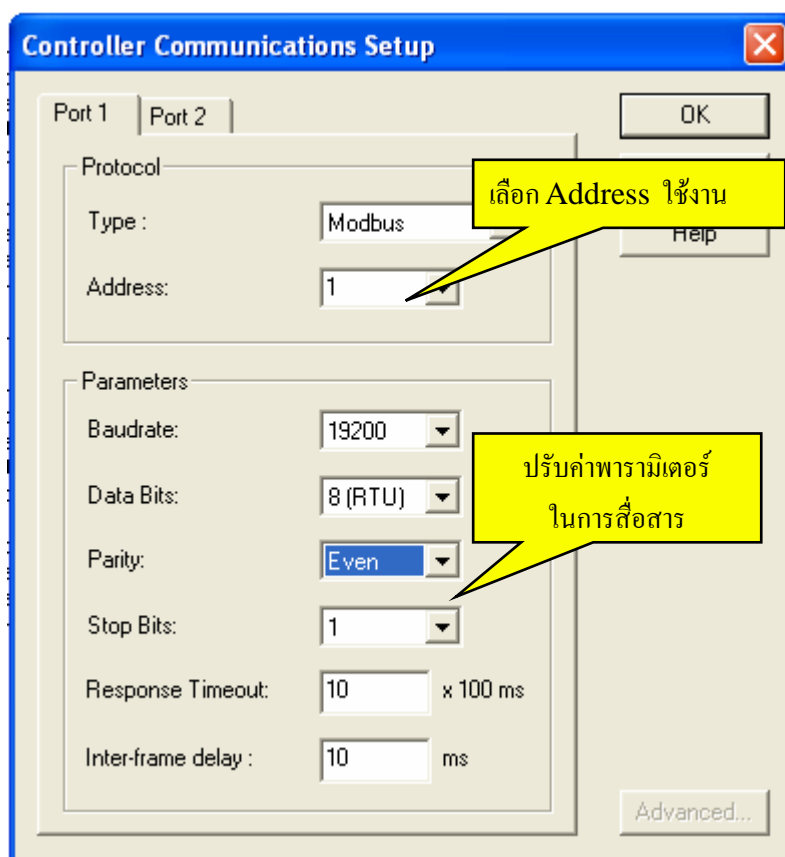 Controller Communications Setup
Port 1
Port 2
OK
Protocol
เลือก Address ใช้งาน
Type :
Modbus
Help
Address:
1
Parameters
Baudrate:
19200
ปรับค่าพารามิเตอร์
ในการสื่อสาร
Data Bits:
8 (RTU)
Parity:
Even
Stop Bits:
1
Response Timeout:
10
x 100 ms
Inter-frame delay :
10
ms
Advanced...